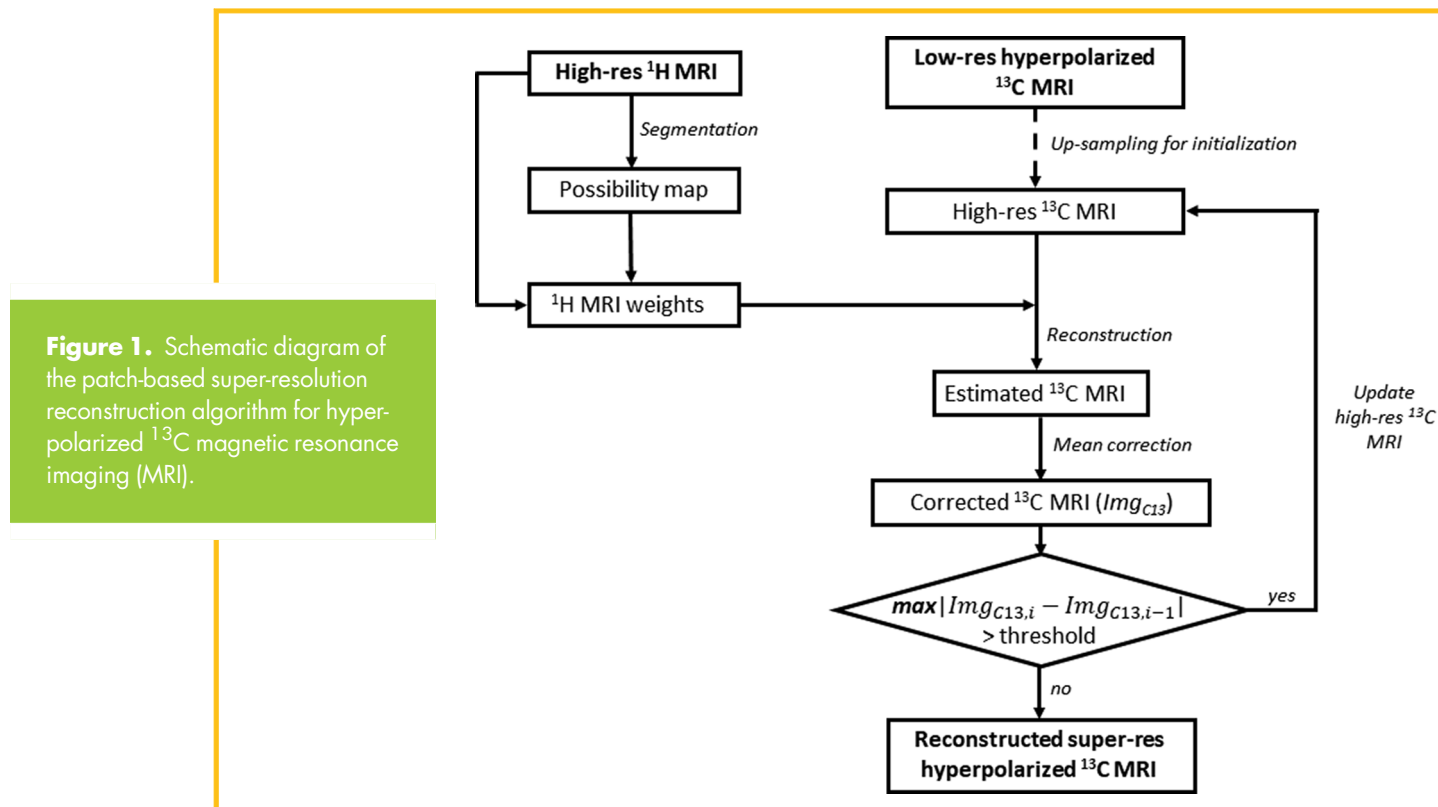 Figure 1. Schematic diagram of
the patch-based super-resolution
reconstruction algorithm for hyper-
polarized ¹³C magnetic resonance
imaging (MRI).
High-res ¹H MRI
Segmentation
Possibility map
¹H MRI weights
Low-res hyperpolarized
¹³C MRI
Up-sampling for initialization
High-res ¹³C MRI
Reconstruction
Estimated ¹³C MRI
Mean correction
Corrected ¹³C MRI (Img_C13)
max|Img_C13,i − Img_C13,i−1|
> threshold
yes
Update
high-res ¹³C
MRI
no
Reconstructed super-res
hyperpolarized ¹³C MRI